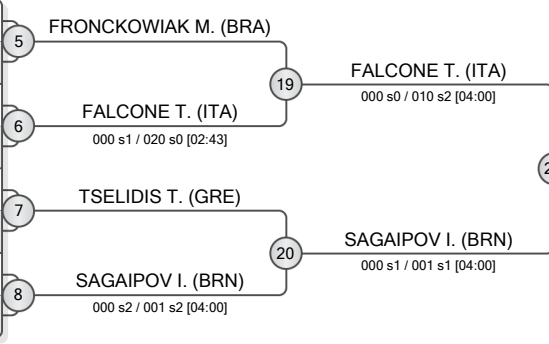 5
FRONCKOWIAK M. (BRA)
19
FALCONE T. (ITA)
000 s0 / 010 s2 [04:00]
6
FALCONE T. (ITA)
000 s1 / 020 s0 [02:43]
7
TSELIDIS T. (GRE)
20
SAGAIPOV I. (BRN)
000 s1 / 001 s1 [04:00]
8
SAGAIPOV I. (BRN)
000 s2 / 001 s2 [04:00]